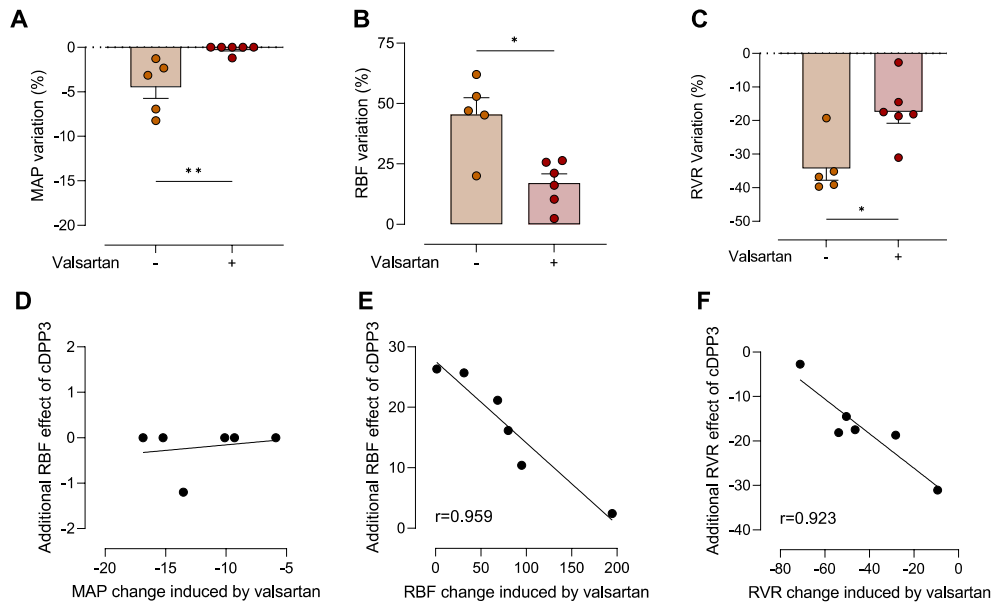 A
MAP variation (%)
0
-5
-10
-15
-20
**
Valsartan
-
+
B
RBF variation (%)
75
50
25
0
*
Valsartan
-
+
C
RVR Variation (%)
0
-10
-20
-30
-40
-50
*
Valsartan
-
+
D
Additional RBF effect of cDPP3
2
1
0
-1
-2
-20
-15
-10
-5
MAP change induced by valsartan
E
Additional RBF effect of cDPP3
30
20
10
0
r=0.959
0
50
100
150
200
RBF change induced by valsartan
F
Additional RVR effect of cDPP3
0
-10
-20
-30
-40
r=0.923
-80
-60
-40
-20
0
RVR change induced by valsartan